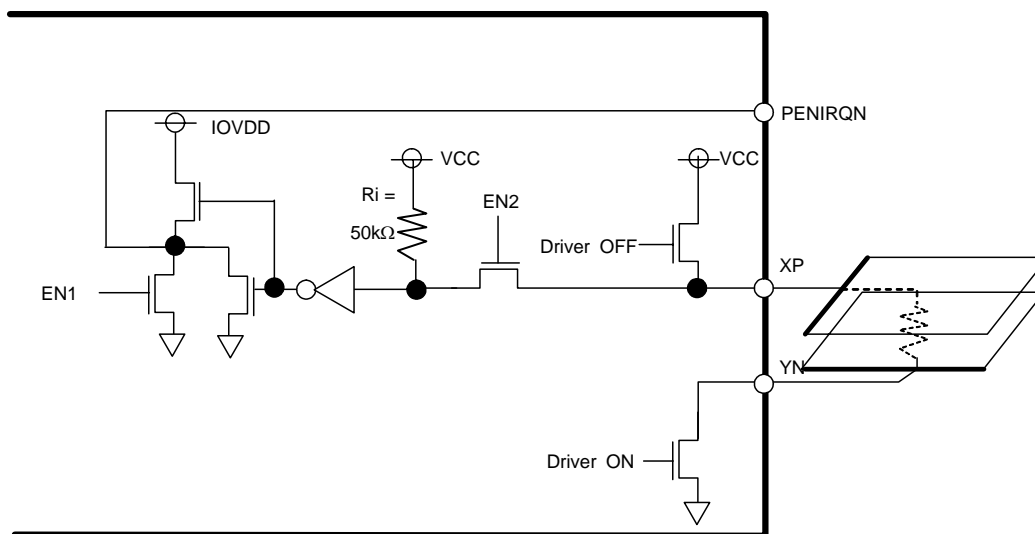 PENIRQN
IOVDD
VCC
VCC
Ri =
50kΩ
EN2
Driver OFF
XP
EN1
YN
Driver ON